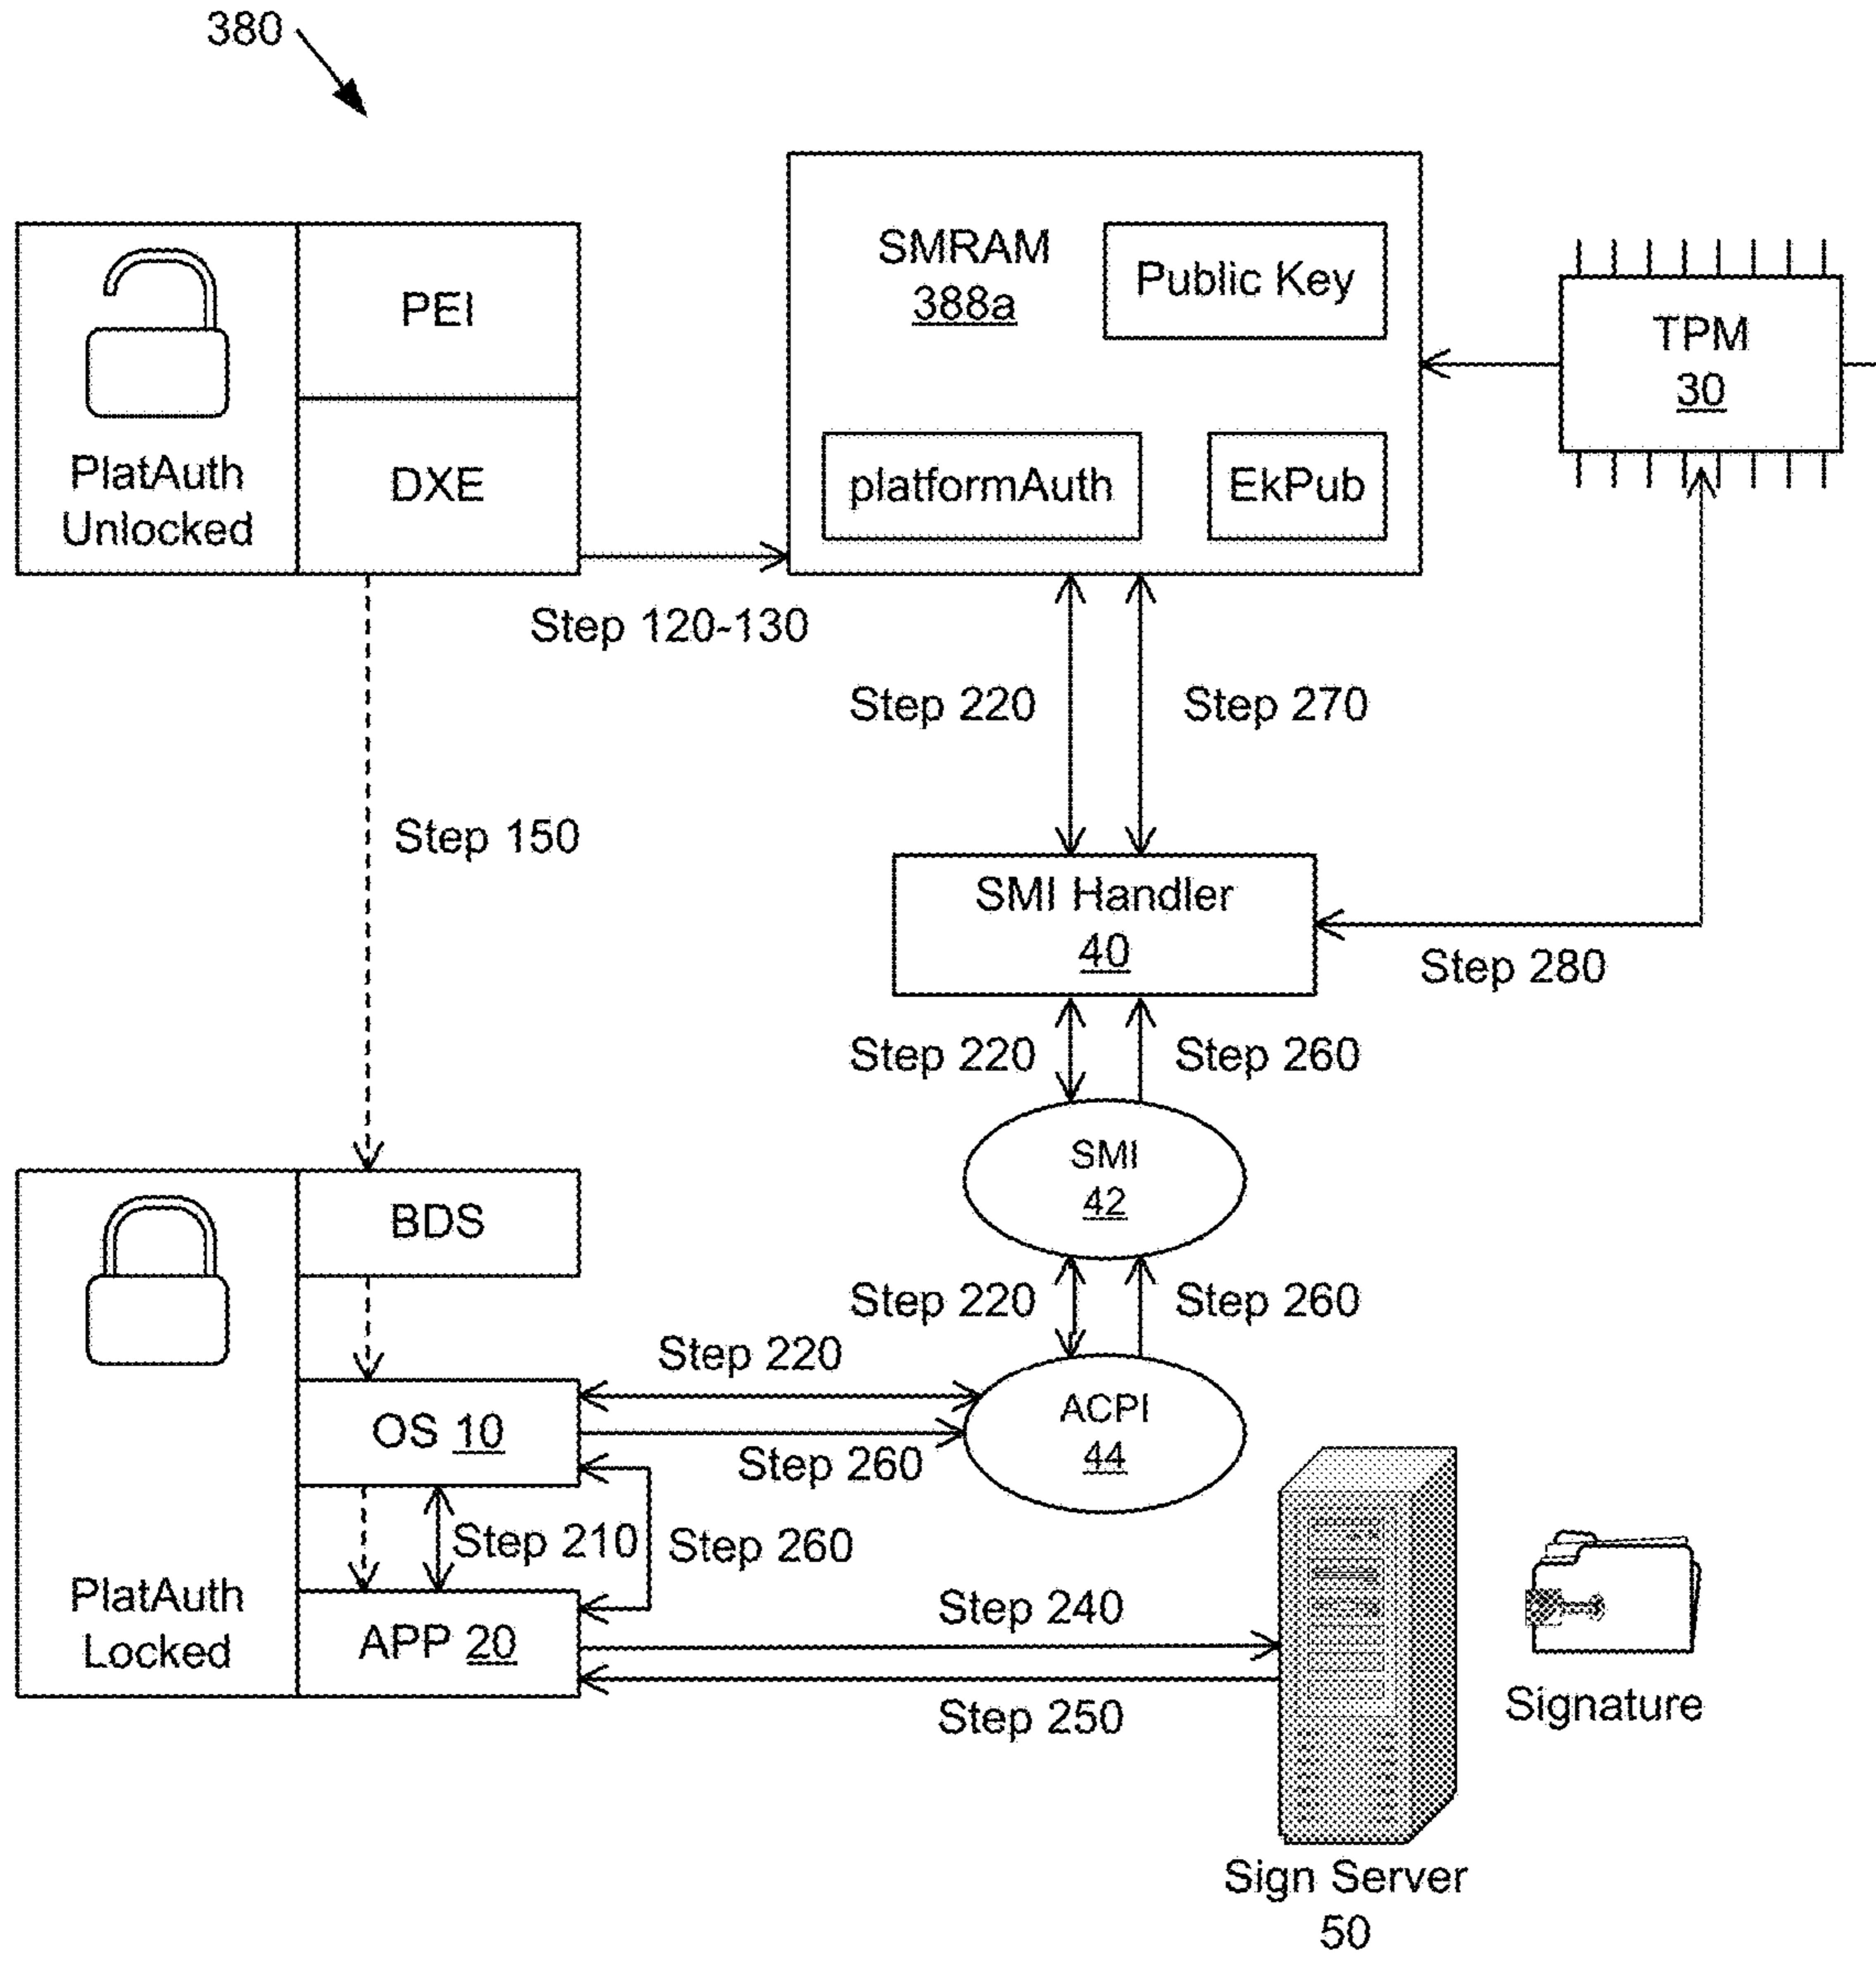 380
SMRAM
388a
Public Key
platformAuth
EkPub
PEI
DXE
PlatAuth
Unlocked
TPM
30
Step 120-130
Step 220
Step 270
Step 150
SMI Handler
40
Step 280
Step 220
Step 260
SMI
42
BDS
Step 220
Step 260
Step 220
ACPI
44
OS 10
Step 260
Step 210
Step 260
PlatAuth
Locked
APP 20
Step 240
Step 250
Signature
Sign Server
50